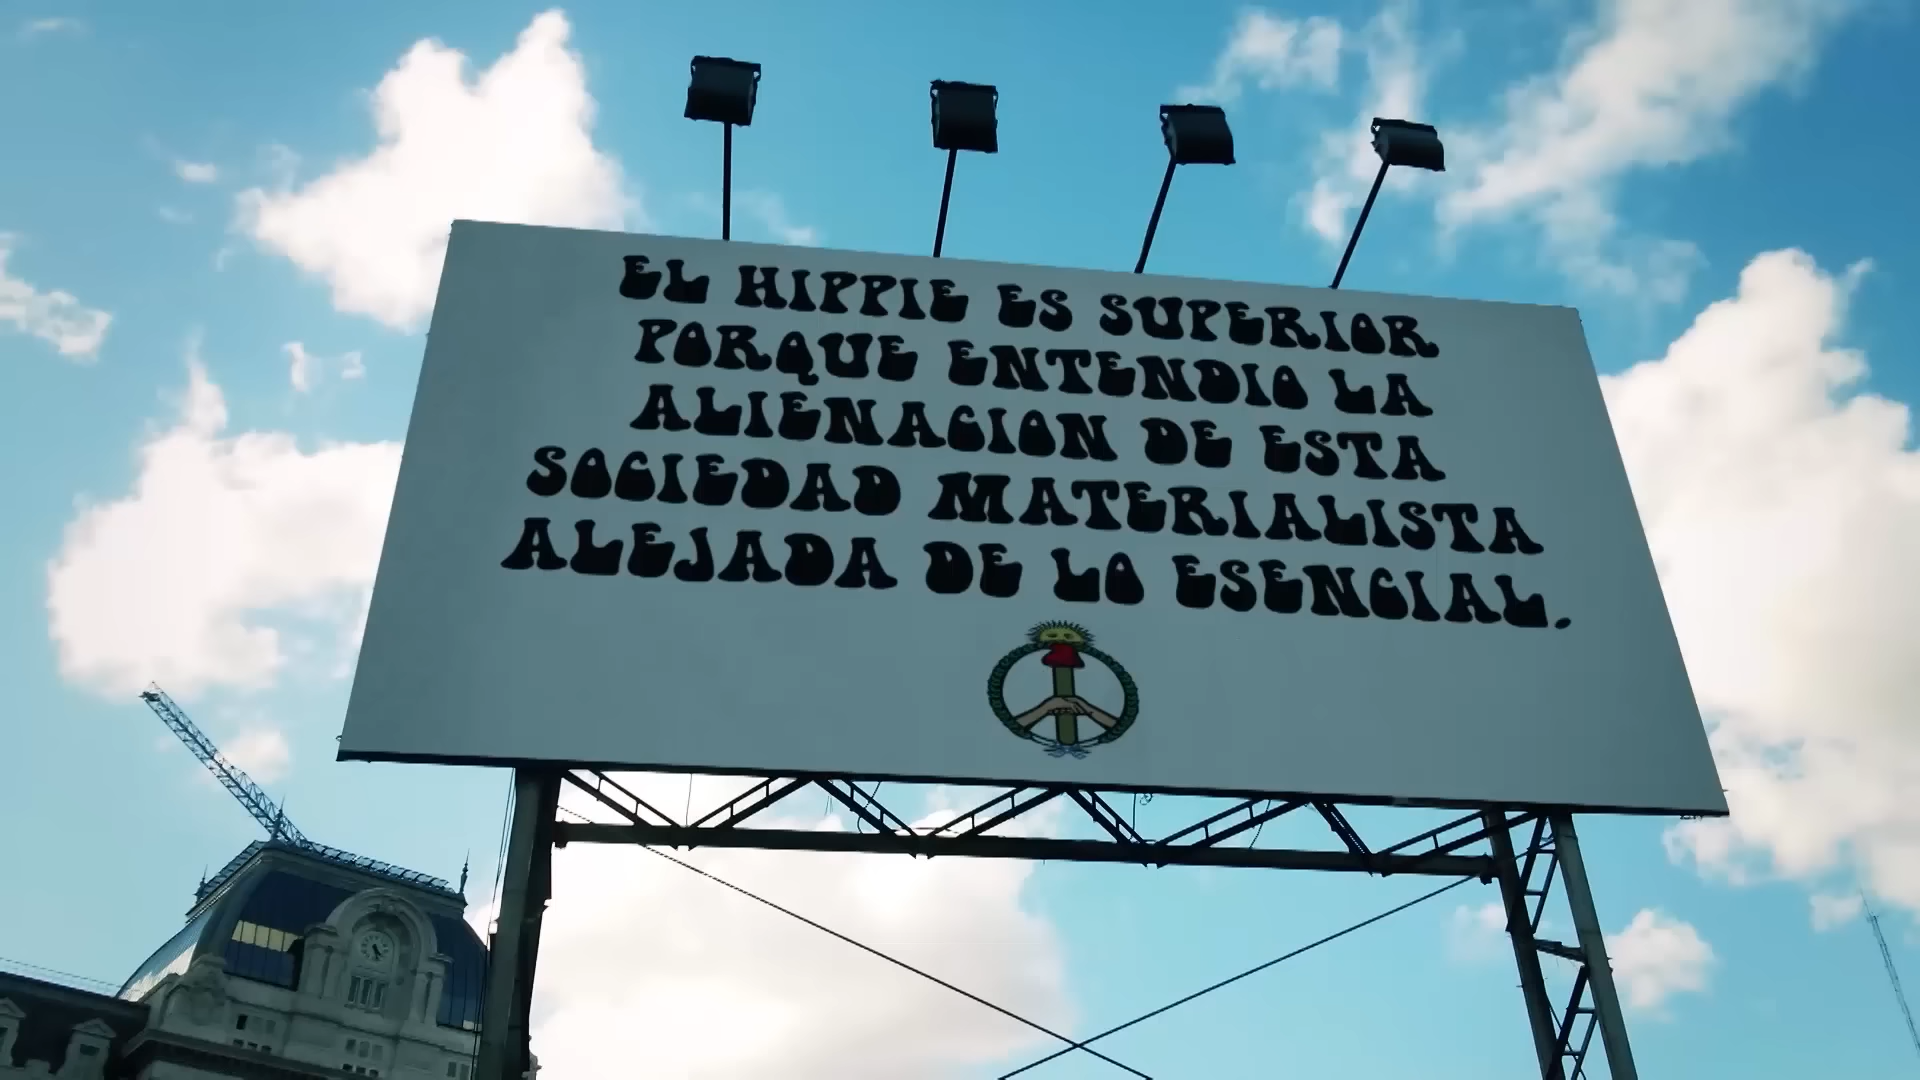 EL HIPPIE ES SUPERIOR
PORQUE ENTENDIO LA
ALIENACION DE ESTA
SOCIEDAD MATERIALISTA
ALEJADA DE LO ESENCIAL.